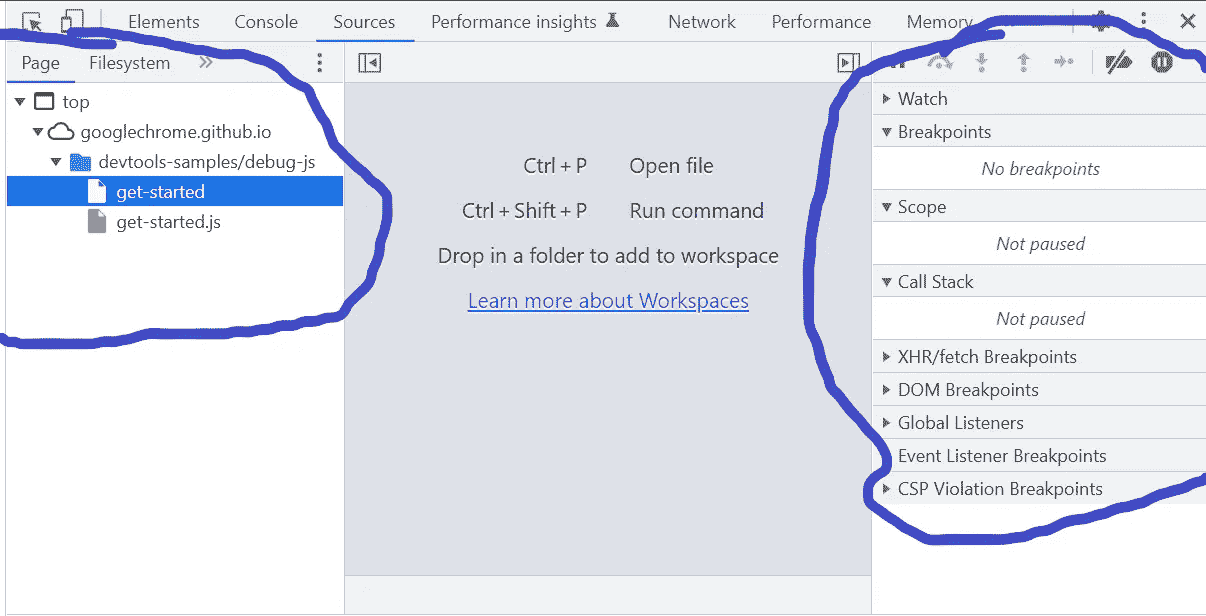 Elements Console Sources Performance insights Network Performance Memory
Page Filesystem
top
googlechrome.github.io
devtools-samples/debug-js
get-started
get-started.js
Ctrl + P Open file
Ctrl + Shift + P Run command
Drop in a folder to add to workspace
Learn more about Workspaces
Watch
Breakpoints
No breakpoints
Scope
Not paused
Call Stack
Not paused
XHR/fetch Breakpoints
DOM Breakpoints
Global Listeners
Event Listener Breakpoints
CSP Violation Breakpoints